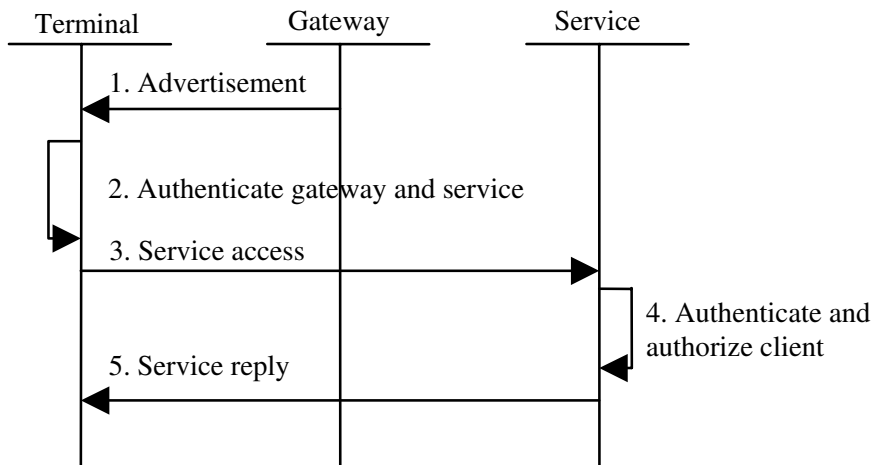 Terminal
Gateway
Service
1. Advertisement
2. Authenticate gateway and service
3. Service access
4. Authenticate and
authorize client
5. Service reply